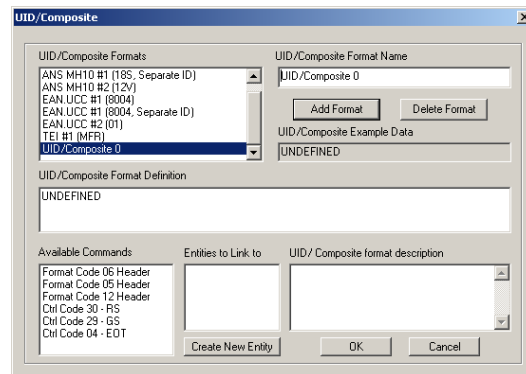 UID/Composite
UID/Composite Formats
ANS MH10 #1 (18S, Separate ID)
ANS MH10 #2 (12V)
EAN.UCC #1 (8004)
EAN.UCC #1 (8004, Separate ID)
EAN.UCC #2 (01)
TEI #1 (MFR)
UID/Composite 0
UID/Composite Format Name
UID/Composite 0
Add Format
Delete Format
UID/Composite Example Data
UNDEFINED
UID/Composite Format Definition
UNDEFINED
Available Commands
Format Code 06 Header
Format Code 05 Header
Format Code 12 Header
Ctrl Code 30 - RS
Ctrl Code 29 - GS
Ctrl Code 04 - EOT
Entities to Link to
Create New Entity
UID/ Composite format description
OK
Cancel